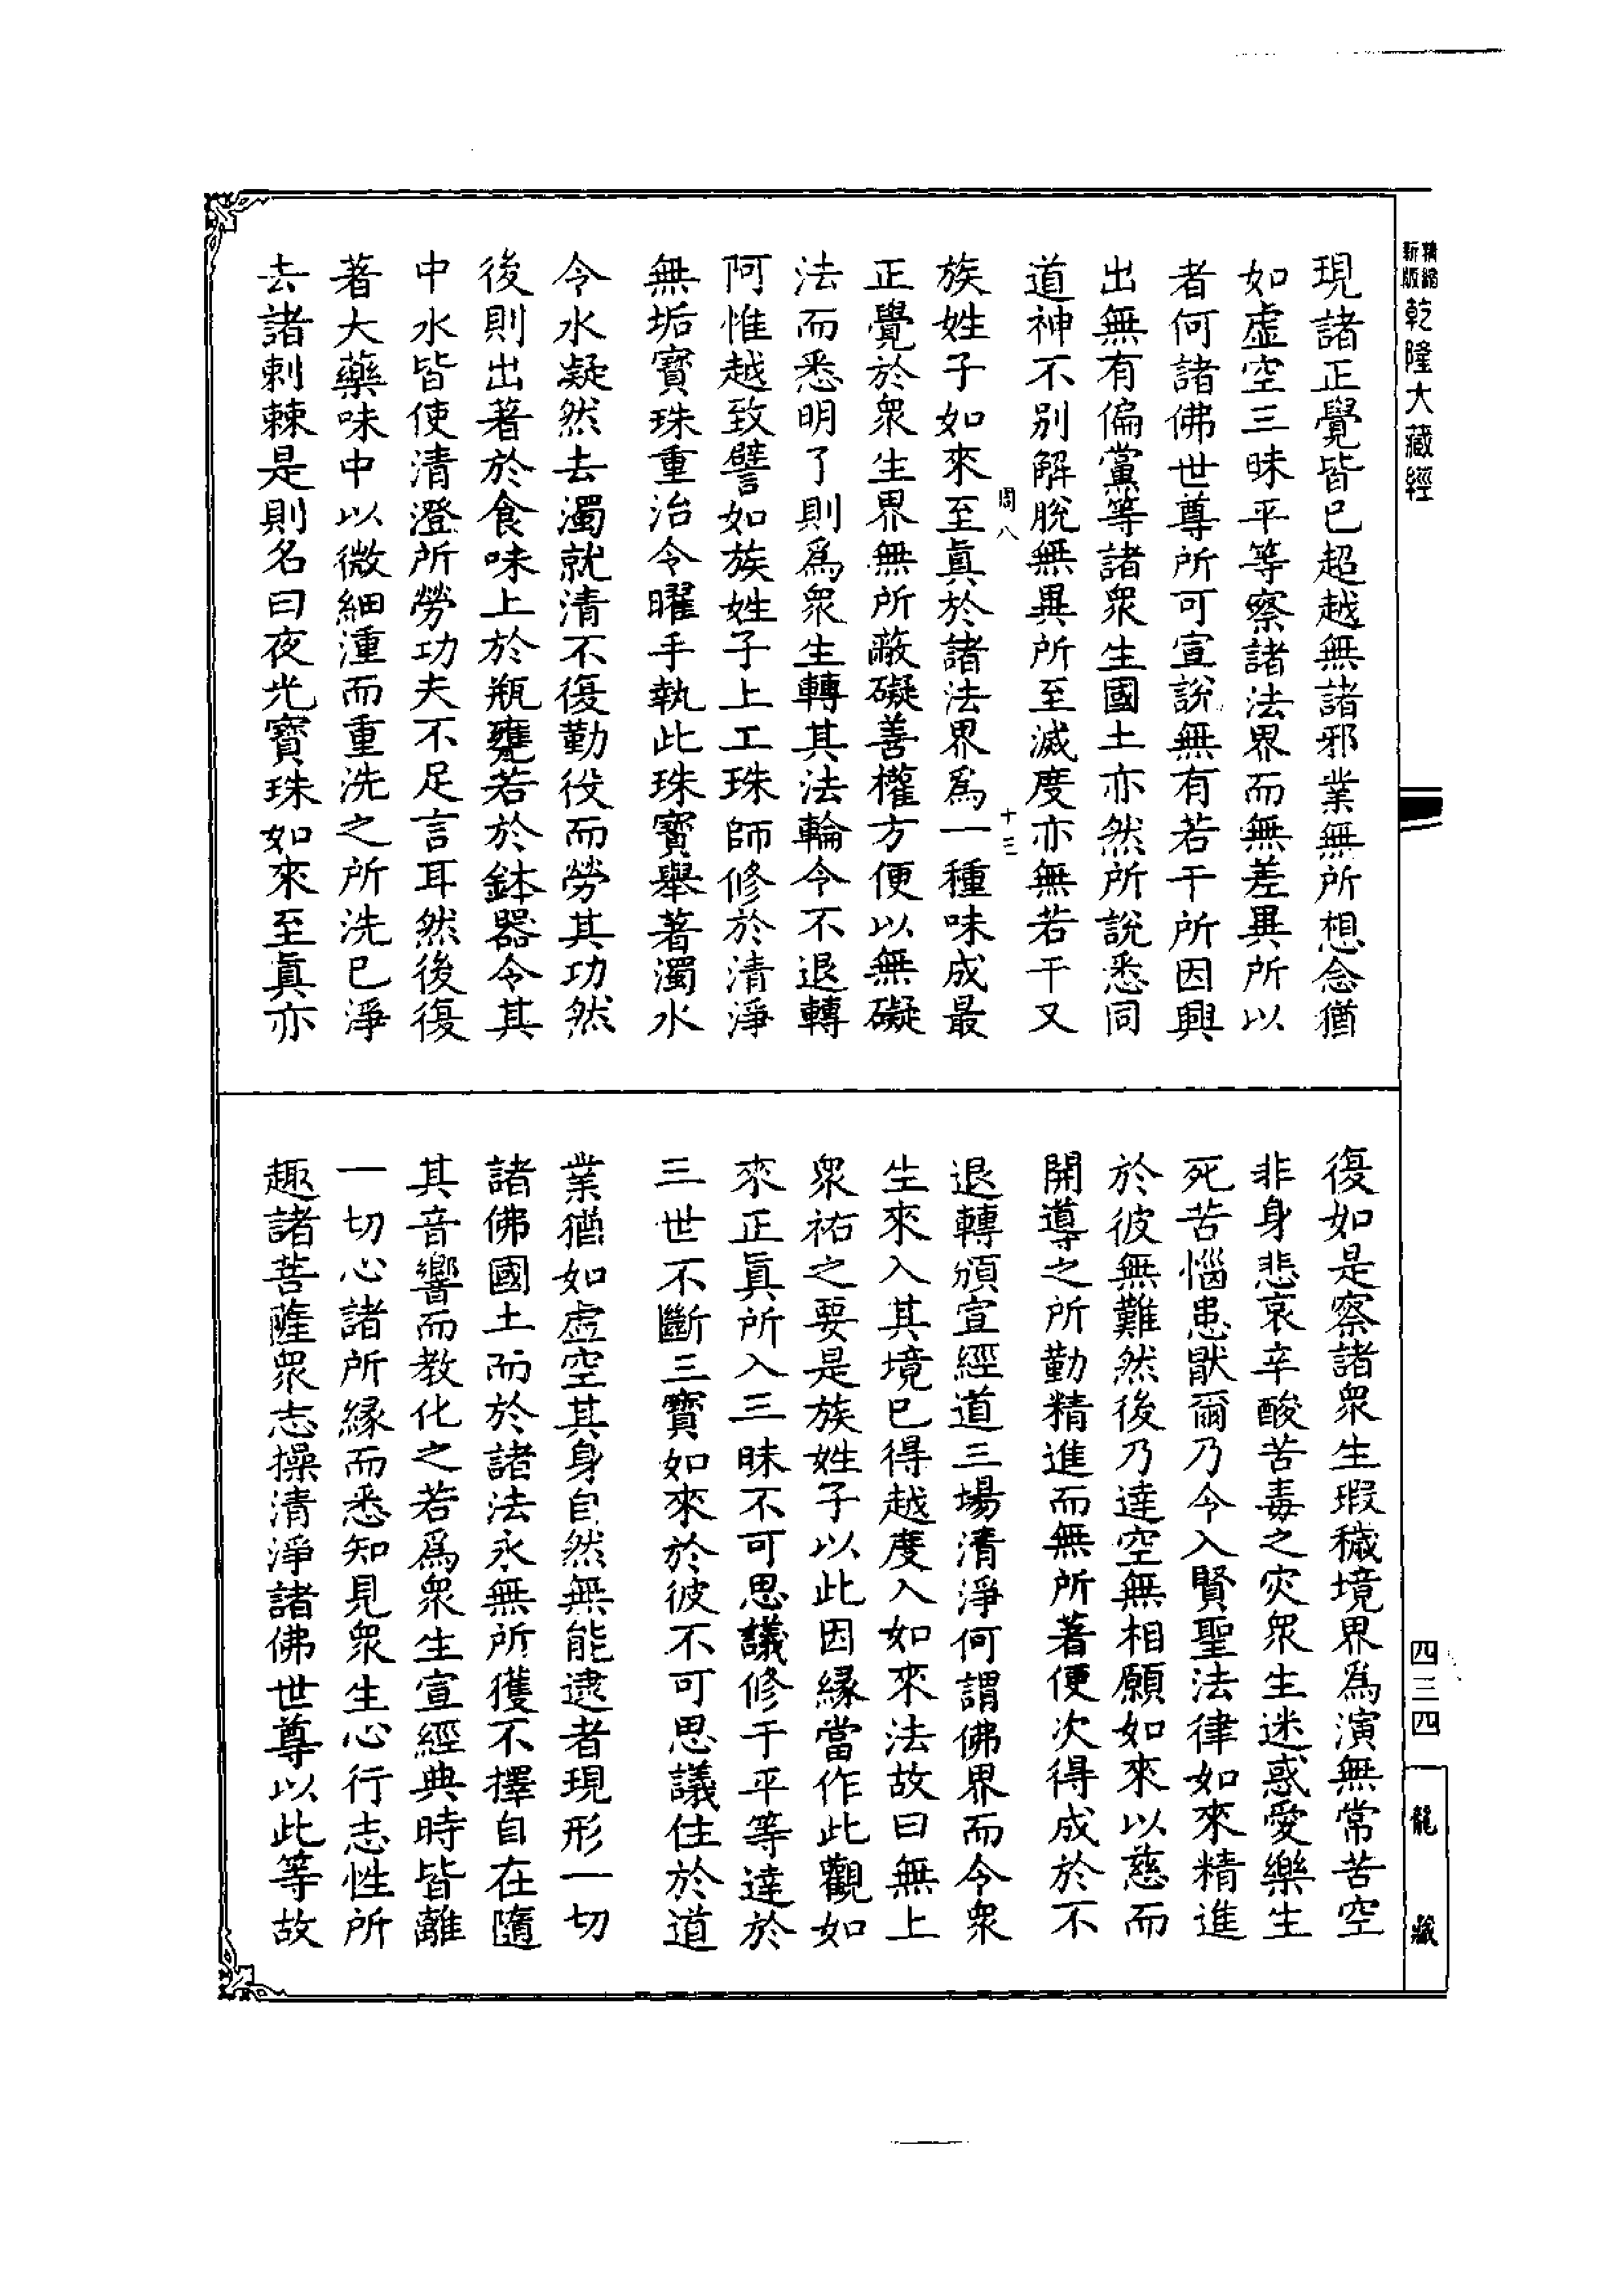 精縮新版乾隆大藏經
現諸正覺皆已超越無諸邪業無所想念猶
如虛空三昧平等察諸法界而無差異所以
者何諸佛世尊所可宣說無有若干所因興
出無有偏黨等諸眾生國土亦然所說悉同
道神不別解脫無異所至滅度亦無若干又
周八 十三
族姓子如來至真於諸法界為一種味成最
正覺於眾生界無所蔽礙善權方便以無礙
法而悉明了則為眾生轉其法輪令不退轉
阿惟越致譬如族姓子上工珠師修於清淨
無垢寶珠重治令曜手執此珠寶舉著濁水
令水凝然去濁就清不復勤役而勞其功然
後則出著於食味上於瓶甕若於鉢器令其
中水皆使清澄所勞功夫不足言耳然後復
著大藥味中以微細湩而重洗之所洗已淨
去諸刺棘是則名曰夜光寶珠如來至真亦
復如是察諸眾生瑕穢境界為演無常苦空
非身悲哀辛酸苦毒之灾眾生迷惑愛樂生
死苦惱患猒爾乃令入賢聖法律如來精進
於彼無難然後乃達空無相願如來以慈而
開導之所勤精進而無所著便次得成於不
退轉頒宣經道三場清淨何謂佛界而令眾
生來入其境已得越度入如來法故曰無上
眾祐之要是族姓子以此因緣當作此觀如
來正真所入三昧不可思議修于平等達於
三世不斷三寶如來於彼不可思議住於道
業猶如虛空其身自然無能逮者現形一切
諸佛國土而於諸法永無所獲不擇自在隨
其音響而教化之若為眾生宣經典時皆離
一切心諸所緣而悉知見眾生心行志性所
趣諸菩薩眾志操清淨諸佛世尊以此等故
四三四
龍藏